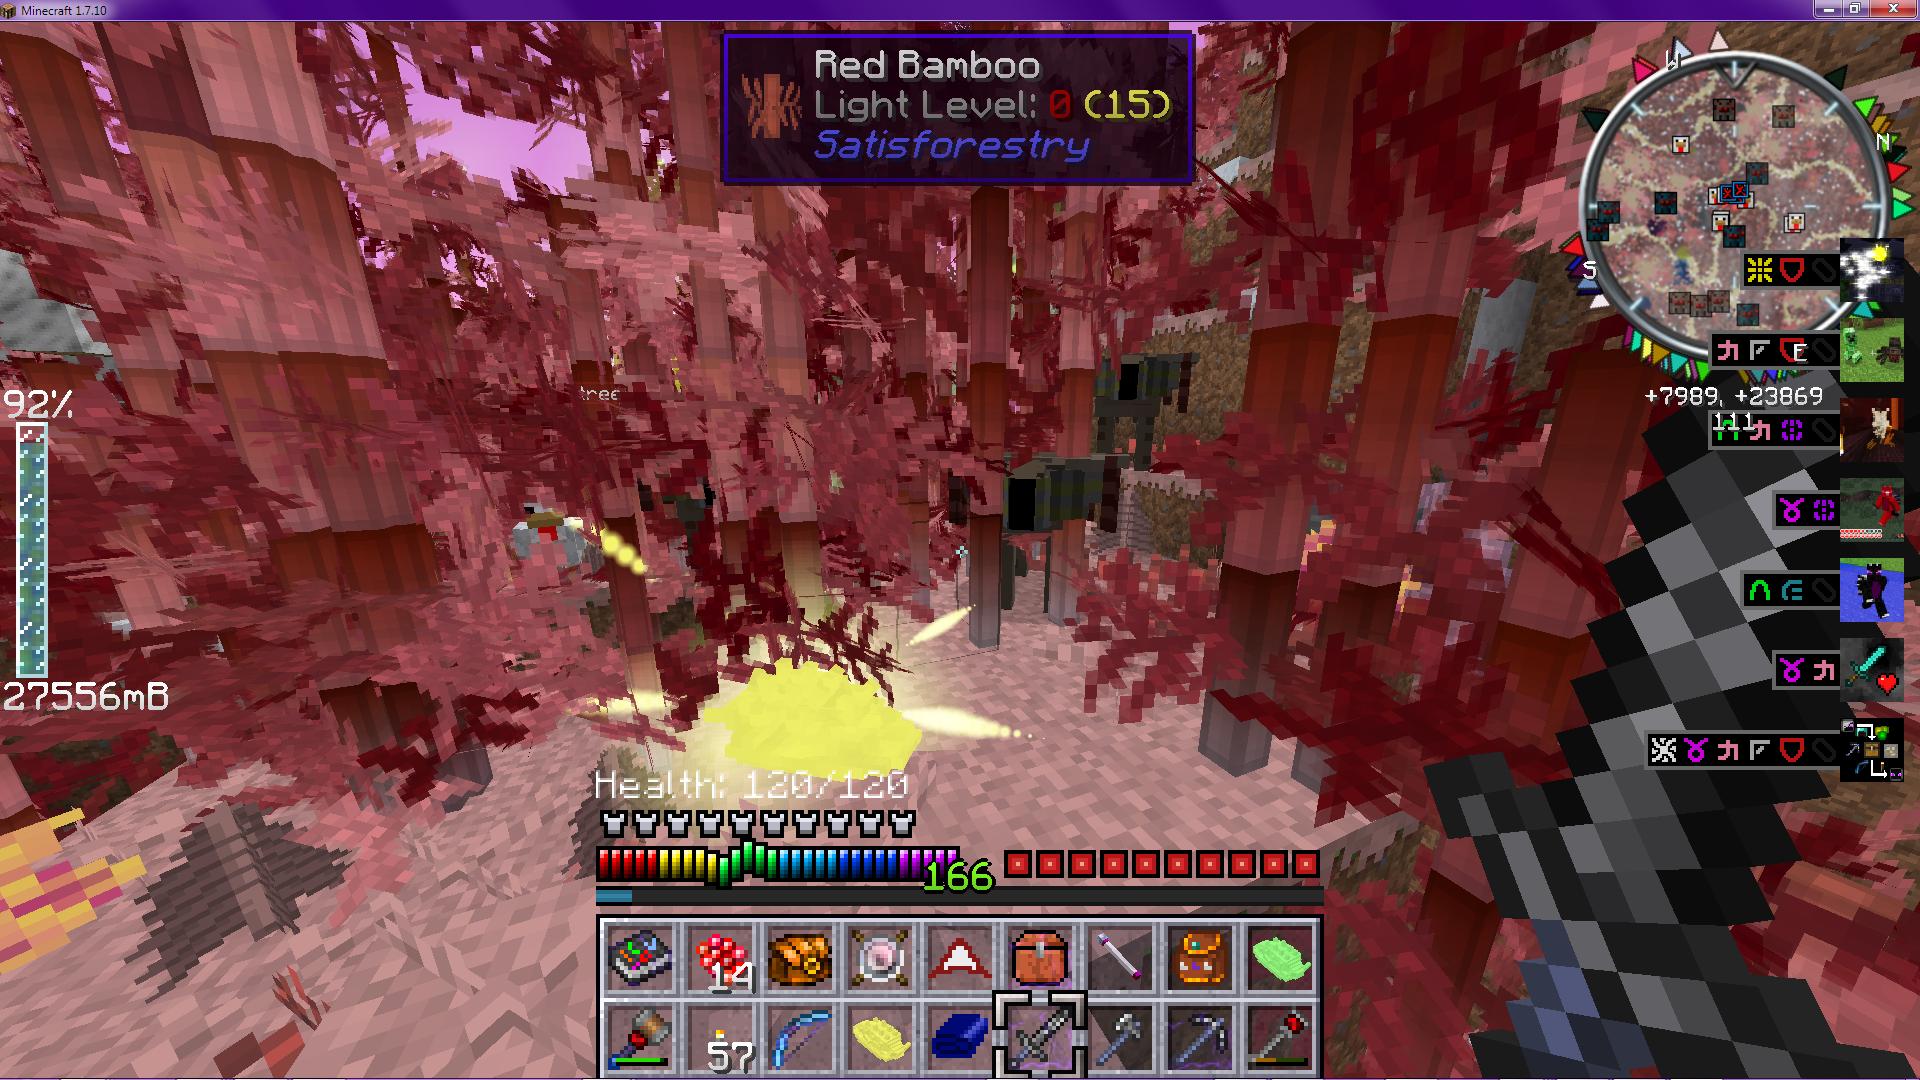 Minecraft 1.7.10
Red Bamboo
Light Level: 0 (15)
Satisforestry
W
N
S
E
+7989, +23869
111
92%
27556mB
tree
Health: 120/120
166
14
57